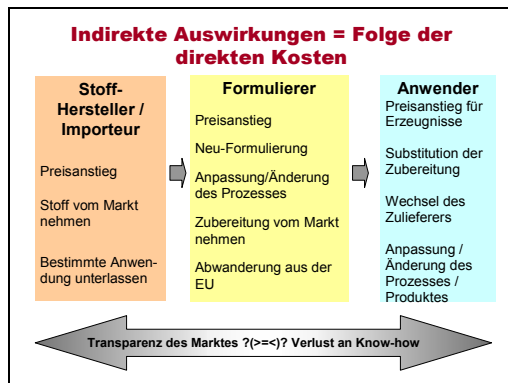 Indirekte Auswirkungen = Folge der
direkten Kosten
Stoff-
Hersteller /
Importeur
Preisanstieg
Stoff vom Markt
nehmen
Bestimmte Anwen-
dung unterlassen
Formulierer
Preisanstieg
Neu-Formulierung
Anpassung/Änderung
des Prozesses
Zubereitung vom Markt
nehmen
Abwanderung aus der
EU
Anwender
Preisanstieg für
Erzeugnisse
Substitution der
Zubereitung
Wechsel des
Zulieferers
Anpassung /
Änderung des
Prozesses /
Produktes
Transparenz des Marktes ?(>=<)? Verlust an Know-how